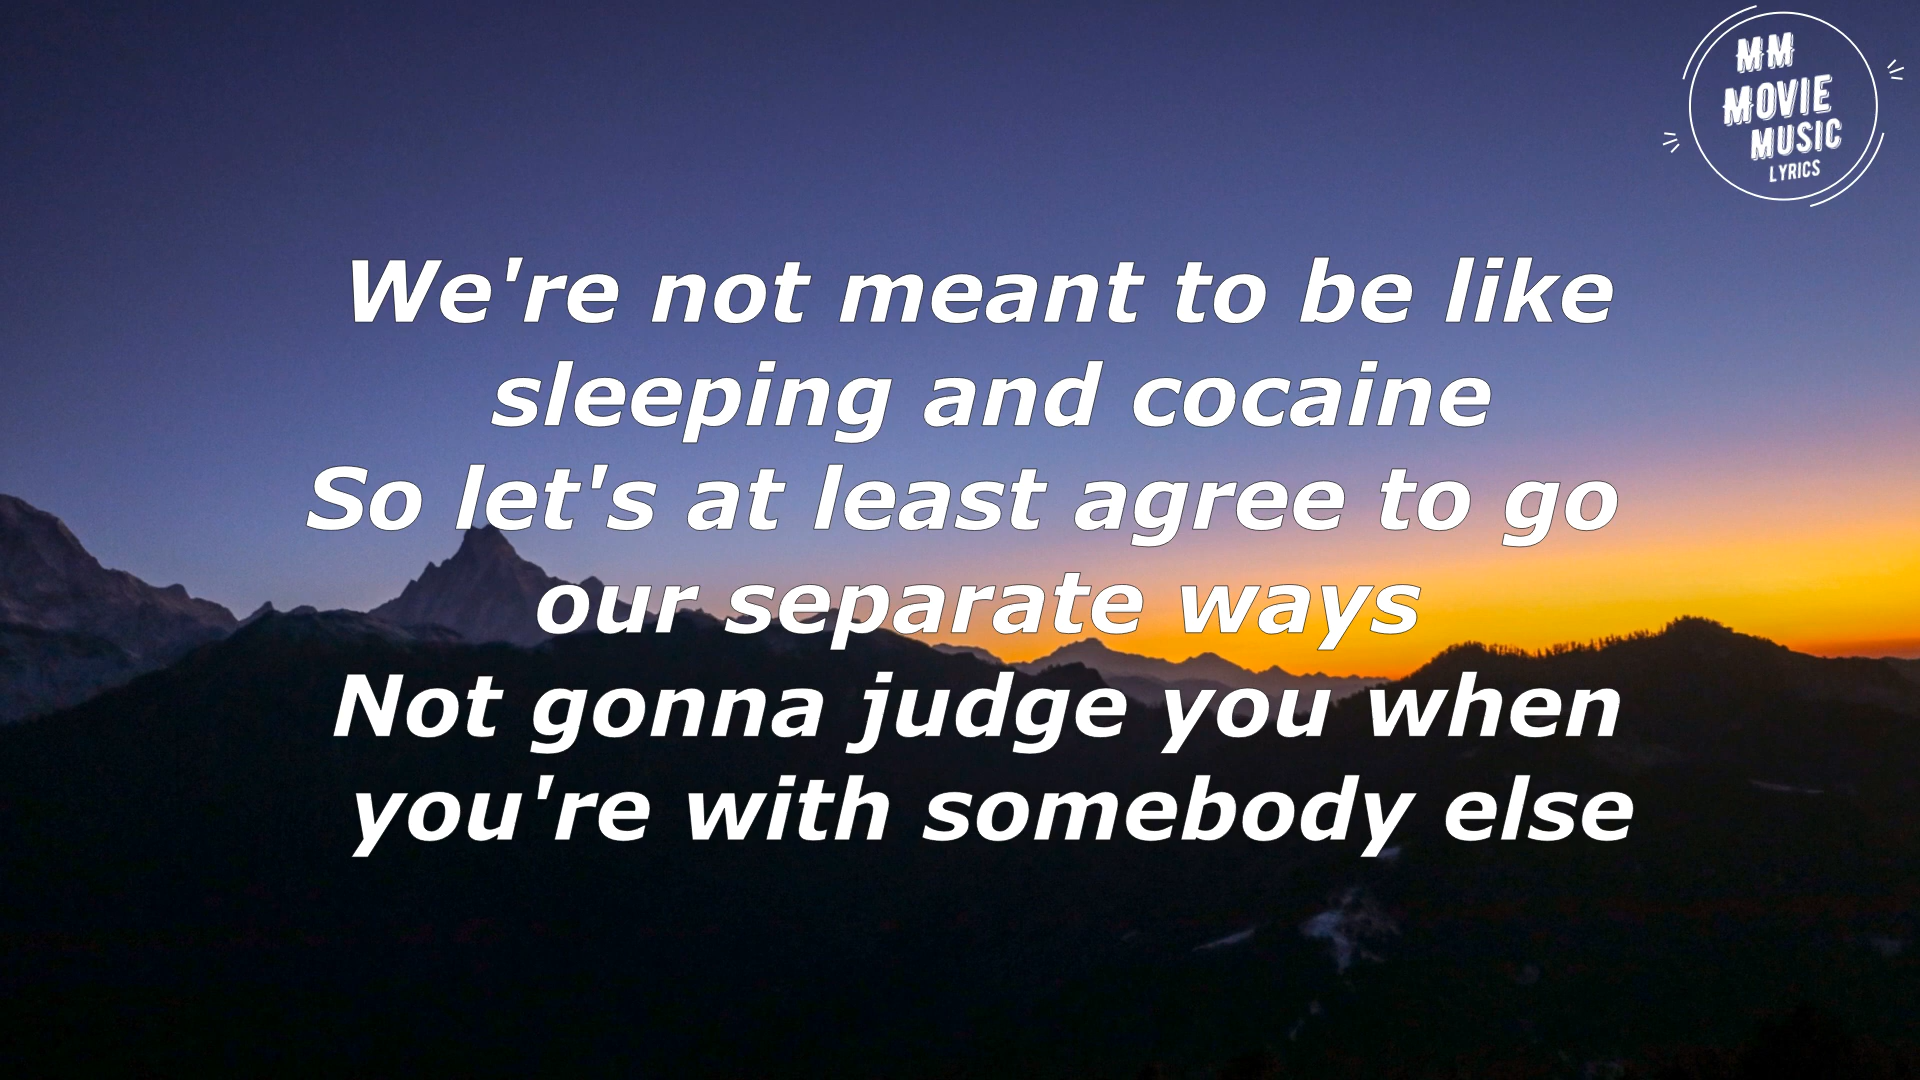 MM
MOVIE
MUSIC
LYRICS
We're not meant to be like
sleeping and cocaine
So let's at least agree to go
our separate ways
Not gonna judge you when
you're with somebody else